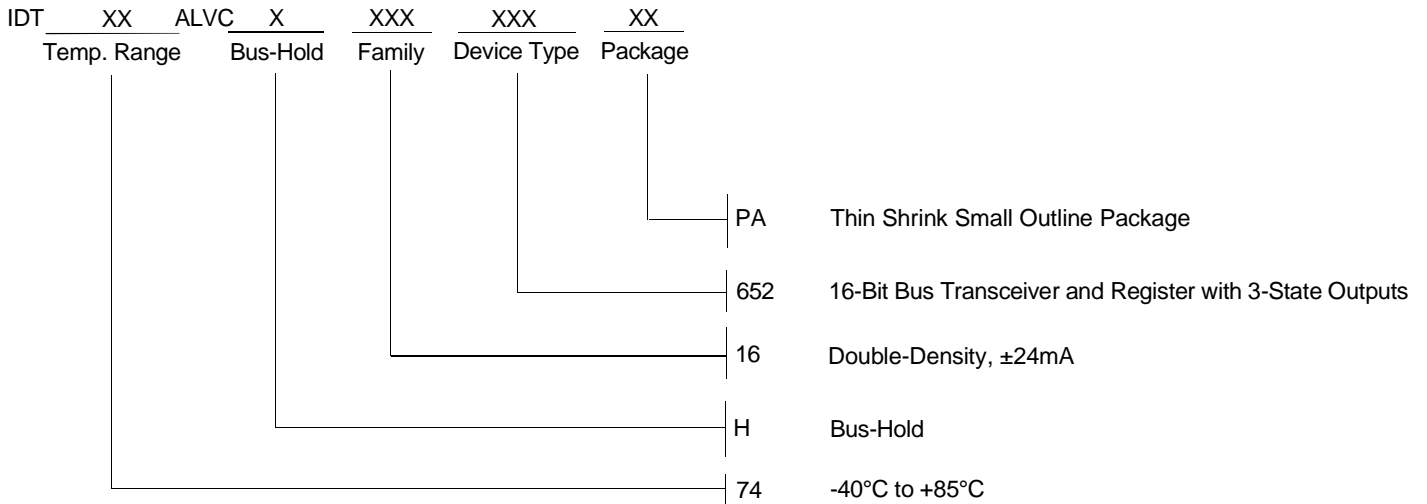 IDT XX ALVC X XXX XXX XX
Temp. Range Bus-Hold Family Device Type Package
PA Thin Shrink Small Outline Package
652 16-Bit Bus Transceiver and Register with 3-State Outputs
16 Double-Density, ±24mA
H Bus-Hold
74 -40°C to +85°C